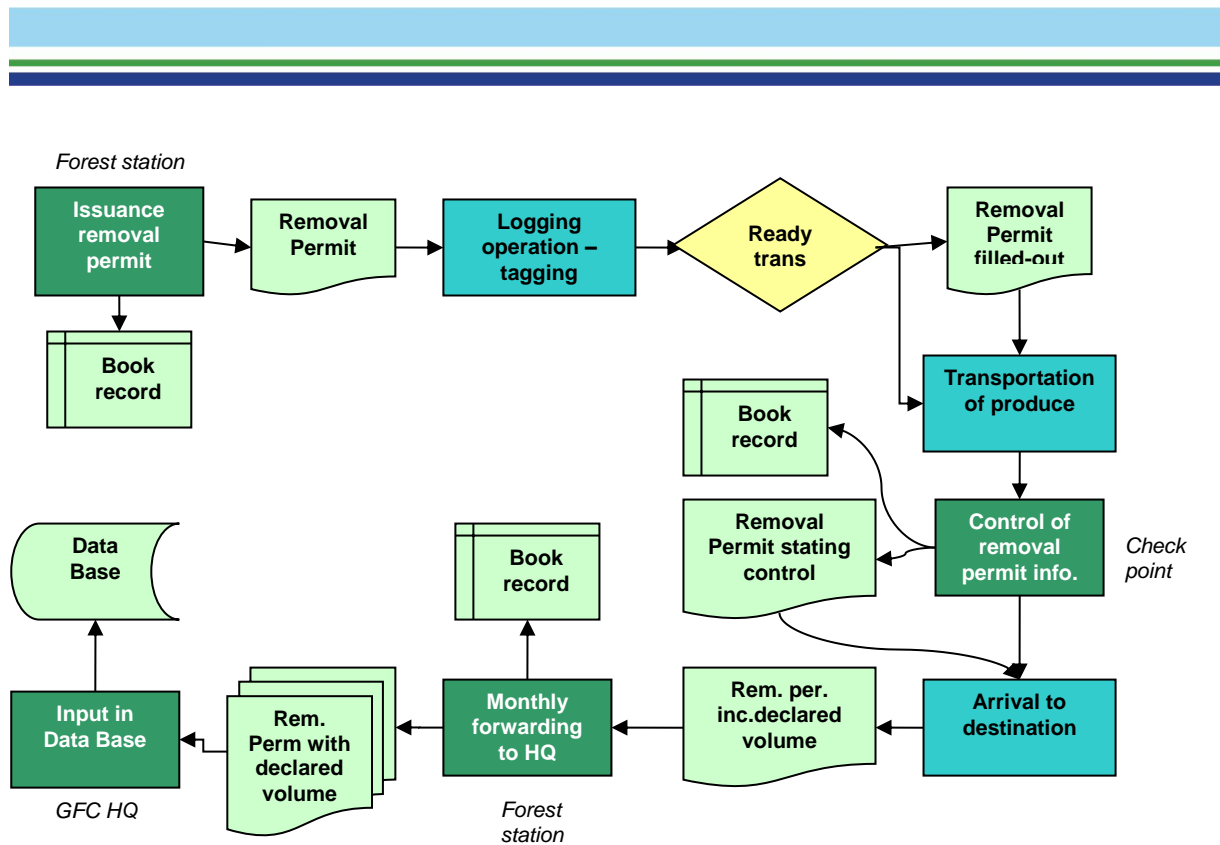 Forest station
Issuance
removal
permit
Removal
Permit
Logging
operation –
tagging
Ready
trans
Removal
Permit
filled-out
Book
record
Transportation
of produce
Book
record
Control of
removal
permit info.
Check
point
Removal
Permit stating
control
Data
Base
Book
record
Input in
Data Base
GFC HQ
Rem.
Perm with
declared
volume
Monthly
forwarding
to HQ
Forest
station
Rem. per.
inc.declared
volume
Arrival to
destination